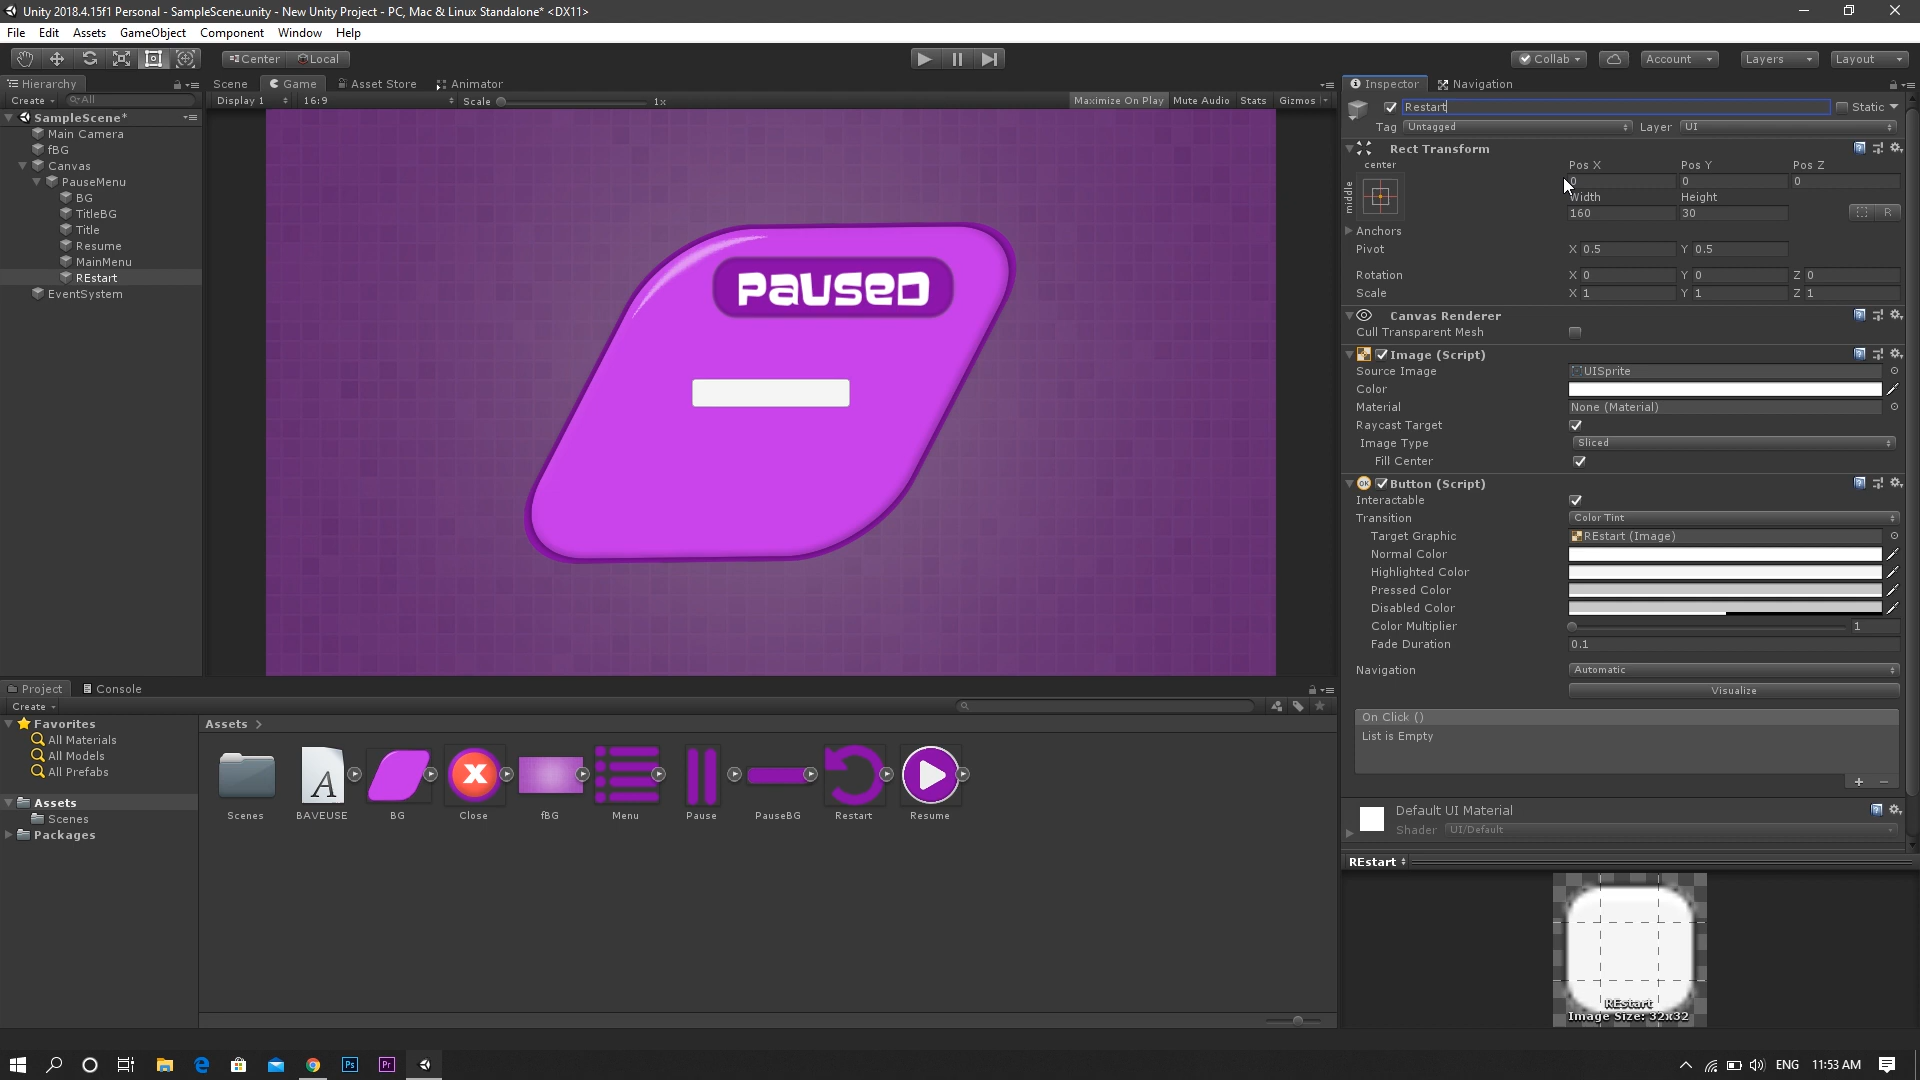 Unity 2018.4.15f1 Personal - SampleScene.unity - New Unity Project - PC, Mac & Linux Standalone* <DX11>
File Edit Assets GameObject Component Window Help
Center Local Collab Account Layers Layout
Hierarchy Scene Game Asset Store Animator Inspector Navigation
Create All Display 1 16:9 Scale 1x Maximize On Play Mute Audio Stats Gizmos
Restart Static
SampleScene*
Tag Untagged Layer UI
Main Camera
fBG
Canvas
PauseMenu
BG
TitleBG
Title
Resume
MainMenu
REstart
EventSystem
PAUSED
Rect Transform
center Pos X Pos Y Pos Z
middle
0 0 0
Width Height
160 30 R
Anchors
Pivot X 0.5 Y 0.5
Rotation X 0 Y 0 Z 0
Scale X 1 Y 1 Z 1
Canvas Renderer
Cull Transparent Mesh
Image (Script)
Source Image UISprite
Color
Material None (Material)
Raycast Target
Image Type Sliced
Fill Center
OK Button (Script)
Interactable
Transition Color Tint
Target Graphic REstart (Image)
Normal Color
Highlighted Color
Pressed Color
Disabled Color
Color Multiplier 1
Fade Duration 0.1
Navigation Automatic
Visualize
On Click ()
List is Empty
+ −
Default UI Material
Shader UI/Default
REstart
REstart
Image Size: 32x32
Project Console
Create
Favorites
All Materials
All Models
All Prefabs
Assets
Scenes
Packages
Assets >
A
Scenes BAVEUSE BG Close fBG Menu Pause PauseBG Restart Resume
Ps Pr ENG 11:53 AM